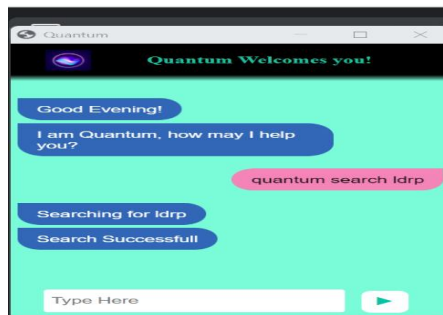 Quantum
Quantum Welcomes you!
Good Evening!
I am Quantum, how may I help
you?
quantum search ldrp
Searching for ldrp
Search Successfull
Type Here